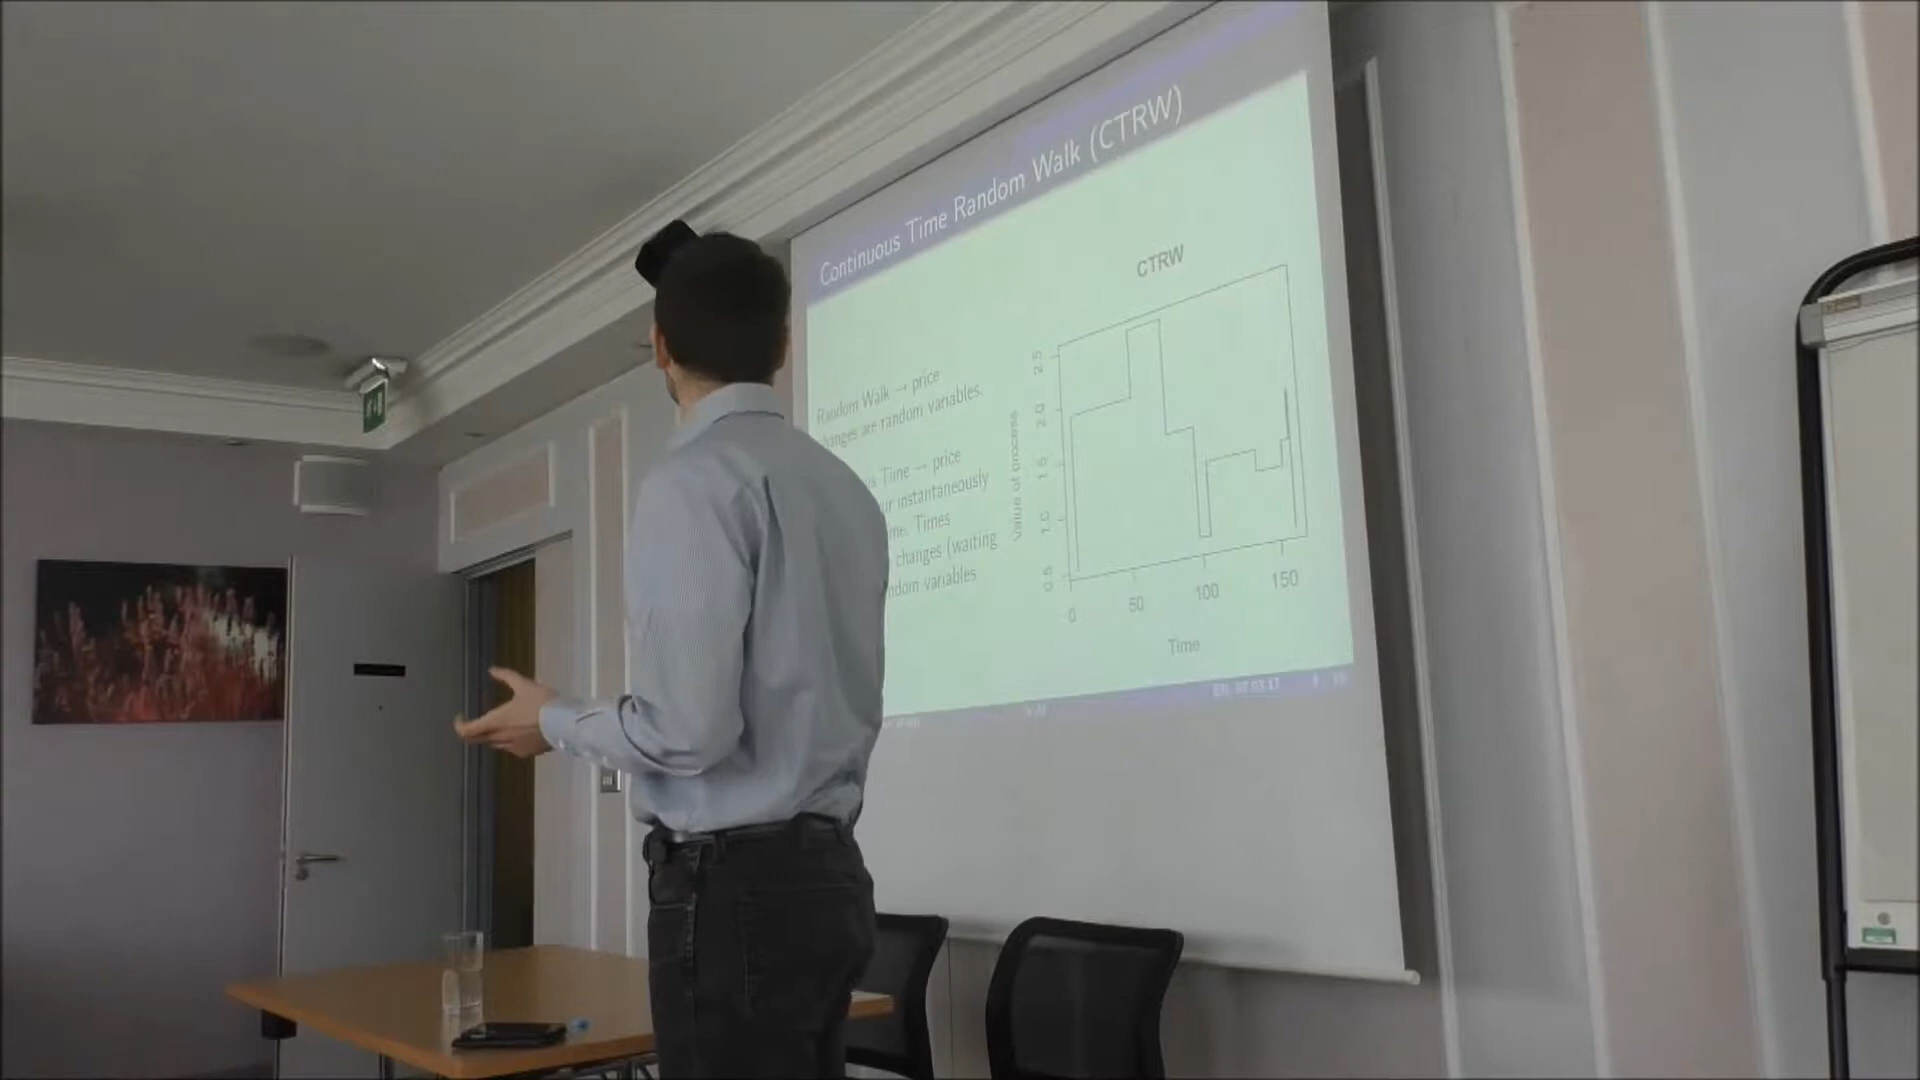 Continuous Time Random Walk (CTRW)
Random Walk → price
changes are random variables.
Time → price
instantaneously
Times
changes (waiting
variables
CTRW
Value of process
2.5
2.0
1.5
1.0
0.5
0
50
100
150
Time